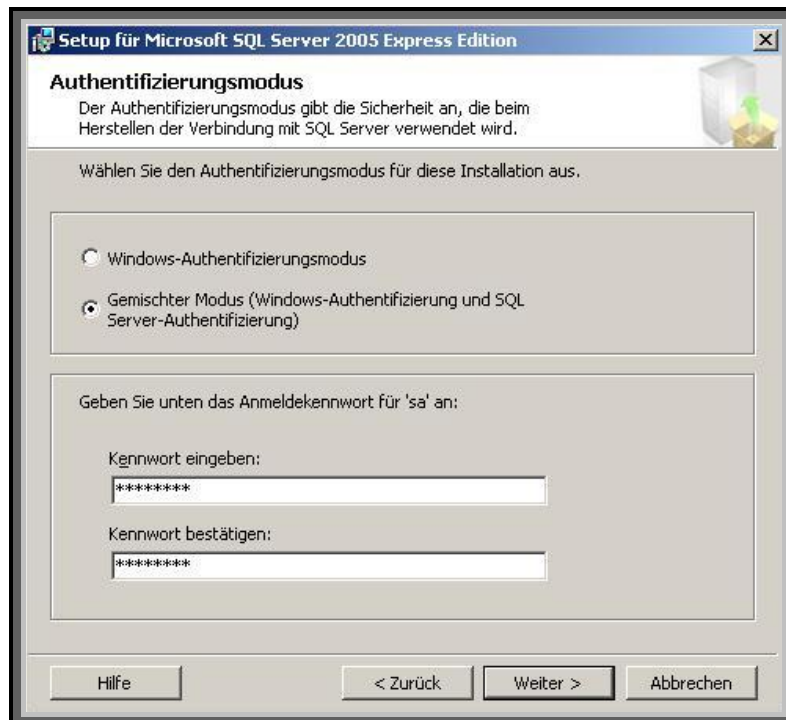 Setup für Microsoft SQL Server 2005 Express Edition
Authentifizierungsmodus
Der Authentifizierungsmodus gibt die Sicherheit an, die beim
Herstellen der Verbindung mit SQL Server verwendet wird.
Wählen Sie den Authentifizierungsmodus für diese Installation aus.
Windows-Authentifizierungsmodus
Gemischter Modus (Windows-Authentifizierung und SQL
Server-Authentifizierung)
Geben Sie unten das Anmeldekennwort für 'sa' an:
Kennwort eingeben:
********
Kennwort bestätigen:
********
Hilfe < Zurück Weiter > Abbrechen